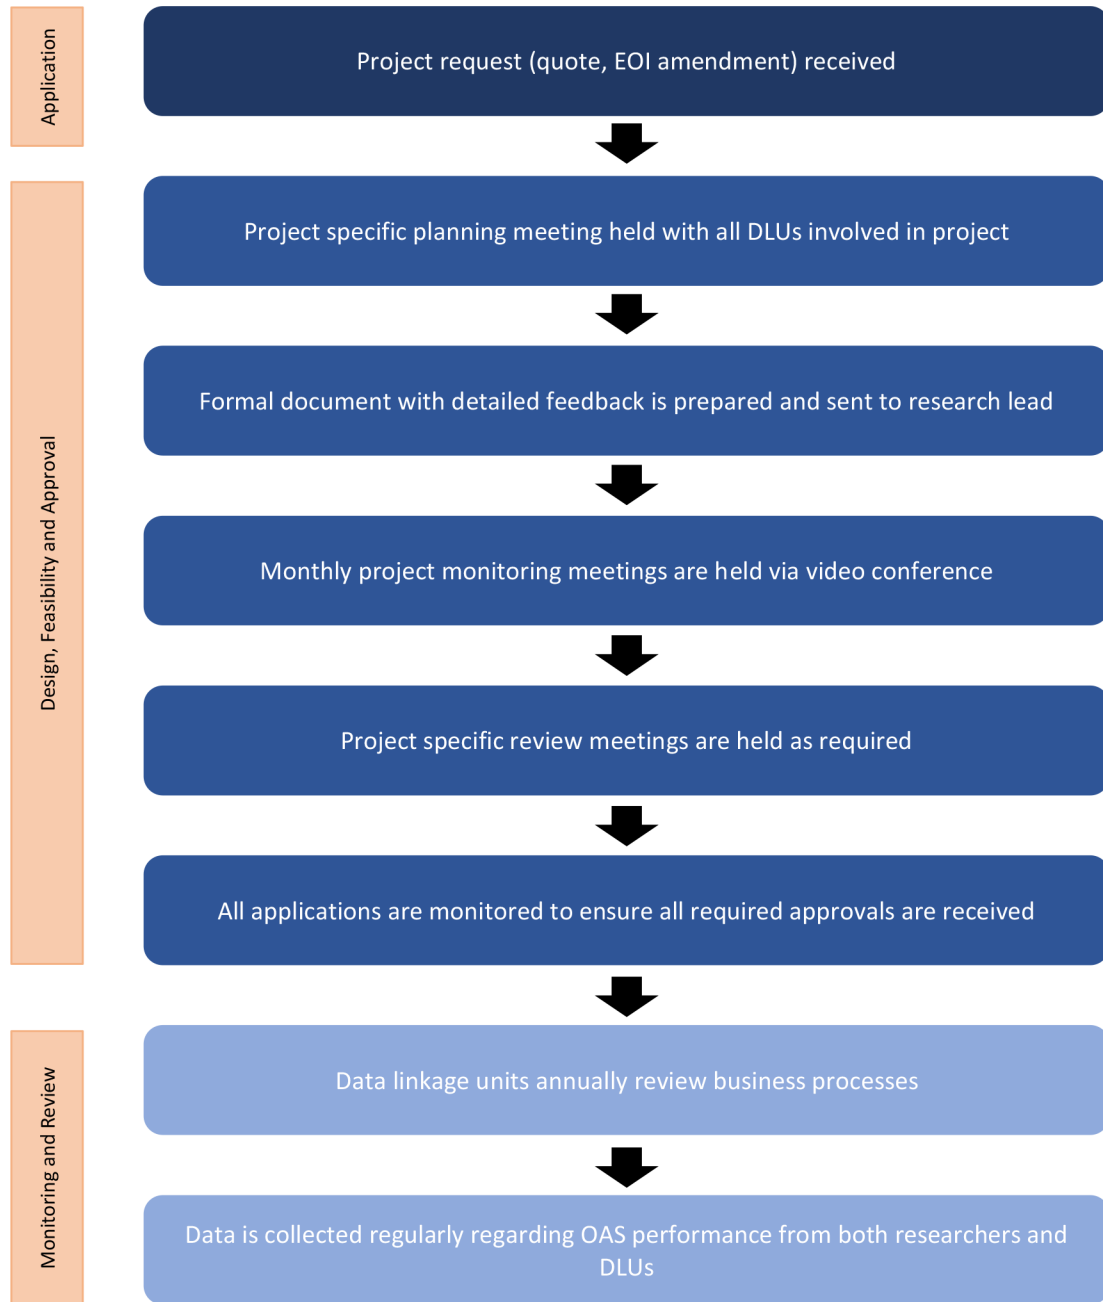 Application
Project request (quote, EOI amendment) received
Design, Feasibility and Approval
Project specific planning meeting held with all DLUs involved in project
Formal document with detailed feedback is prepared and sent to research lead
Monthly project monitoring meetings are held via video conference
Project specific review meetings are held as required
All applications are monitored to ensure all required approvals are received
Monitoring and Review
Data linkage units annually review business processes
Data is collected regularly regarding OAS performance from both researchers and
DLUs